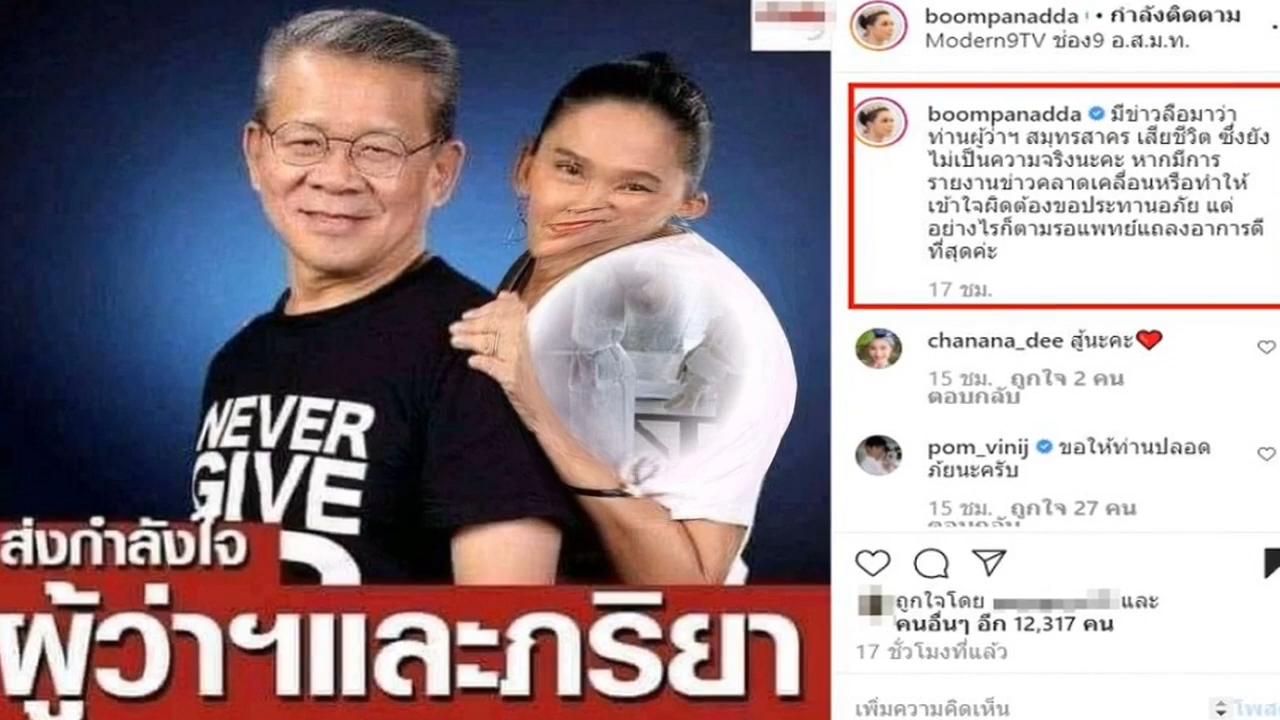 NEVER
GIVE
ส่งกำลังใจ
ผู้ว่าฯและภริยา
boompanadda • กำลังติดตาม
Modern9TV ช่อง9 อ.ส.ม.ท.
boompanadda มีข่าวลือมาว่า
ท่านผู้ว่าฯ สมุทรสาคร เสียชีวิต ซึ่งยัง
ไม่เป็นความจริงนะคะ หากมีการ
รายงานข่าวคลาดเคลื่อนหรือทำให้
เข้าใจผิดต้องขอประทานอภัย แต่
อย่างไรก็ตามรอแพทย์แถลงอาการดี
ที่สุดค่ะ
17 ชม.
chanana_dee สู้นะคะ❤️
15 ชม. ถูกใจ 2 คน
ตอบกลับ
pom_vinij ขอให้ท่านปลอด
ภัยนะครับ
15 ชม. ถูกใจ 27 คน
ตอบกลับ
ถูกใจโดย และ
คนอื่นๆ อีก 12,317 คน
17 ชั่วโมงที่แล้ว
เพิ่มความคิดเห็น